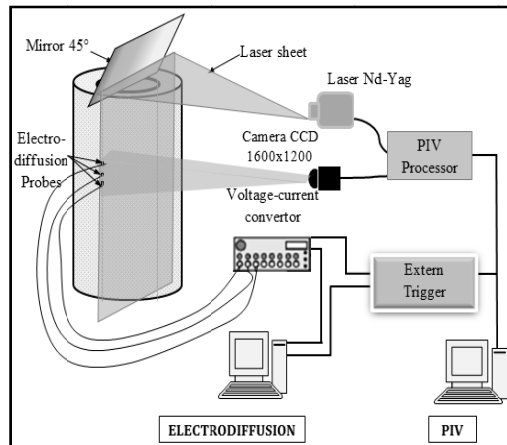 Mirror 45°
Laser sheet
Laser Nd-Yag
Camera CCD
1600x1200
PIV
Processor
Electro-
diffusion
Probes
Voltage-current
convertor
Extern
Trigger
ELECTRODIFFUSION
PIV